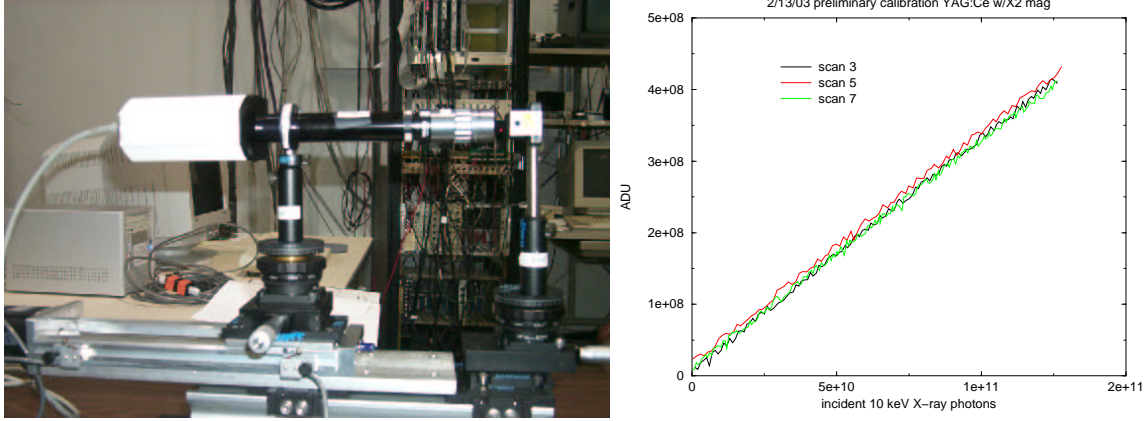 2/13/03 preliminary calibration YAG:Ce w/X2 mag
5e+08
4e+08
3e+08
2e+08
1e+08
0
ADU
scan 3
scan 5
scan 7
0
5e+10
1e+11
2e+11
incident 10 keV X−ray photons